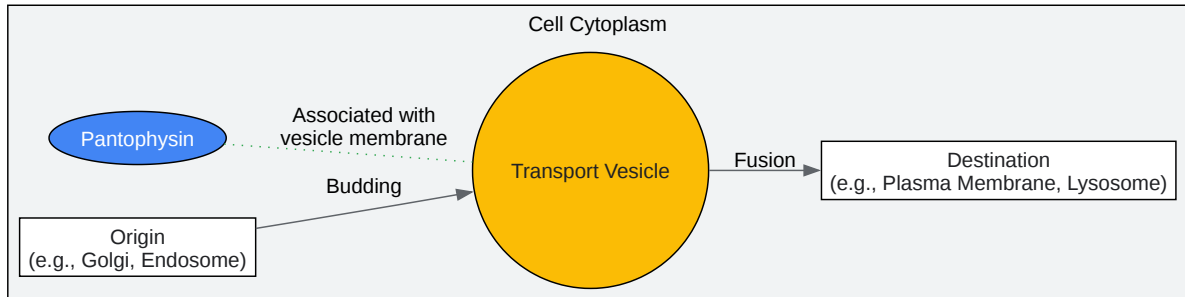 Cell Cytoplasm
Pantophysin
Associated with
vesicle membrane
Budding
Origin
(e.g., Golgi, Endosome)
Transport Vesicle
Fusion
Destination
(e.g., Plasma Membrane, Lysosome)